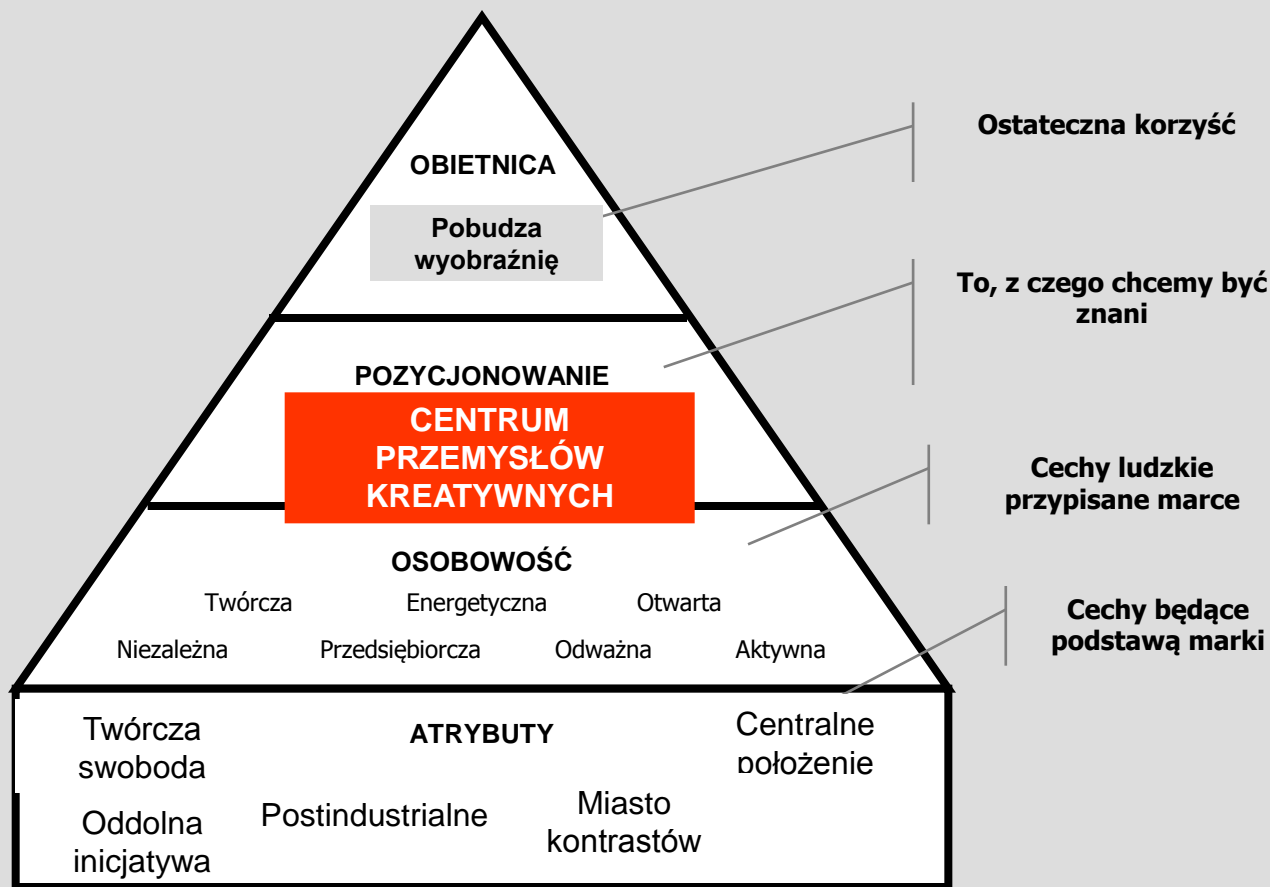 OBIETNICA
Pobudza
wyobraźnię
Ostateczna korzyść
POZYCJONOWANIE
CENTRUM
PRZEMYSŁÓW
KREATYWNYCH
To, z czego chcemy być
znani
OSOBOWOŚĆ
Twórcza Energetyczna Otwarta
Niezależna Przedsiębiorcza Odważna Aktywna
Cechy ludzkie
przypisane marce
ATRYBUTY
Twórcza
swoboda
Centralne
położenie
Oddolna
inicjatywa
Postindustrialne
Miasto
kontrastów
Cechy będące
podstawą marki